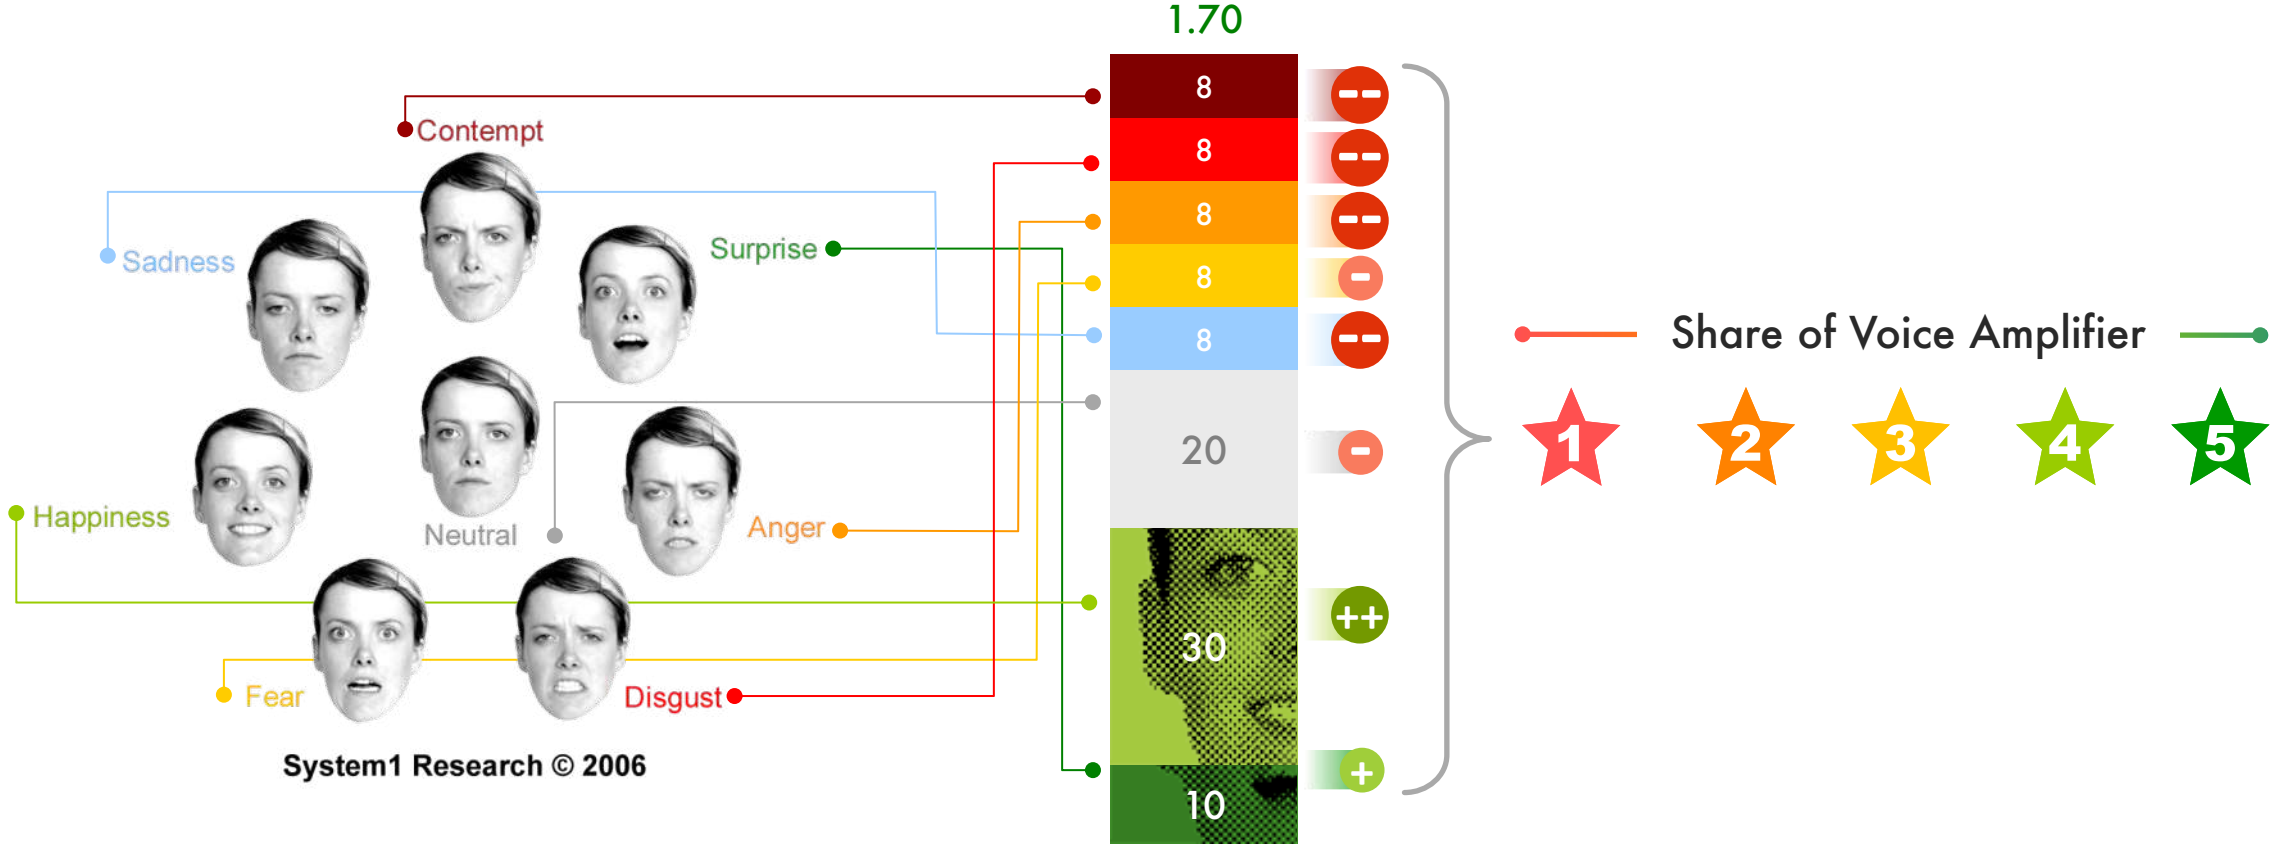 1.70
Contempt
Sadness
Surprise
Happiness
Neutral
Anger
Fear
Disgust
System1 Research © 2006
8
--
8
--
8
--
8
-
8
--
20
-
30
++
10
+
Share of Voice Amplifier
1 2 3 4 5